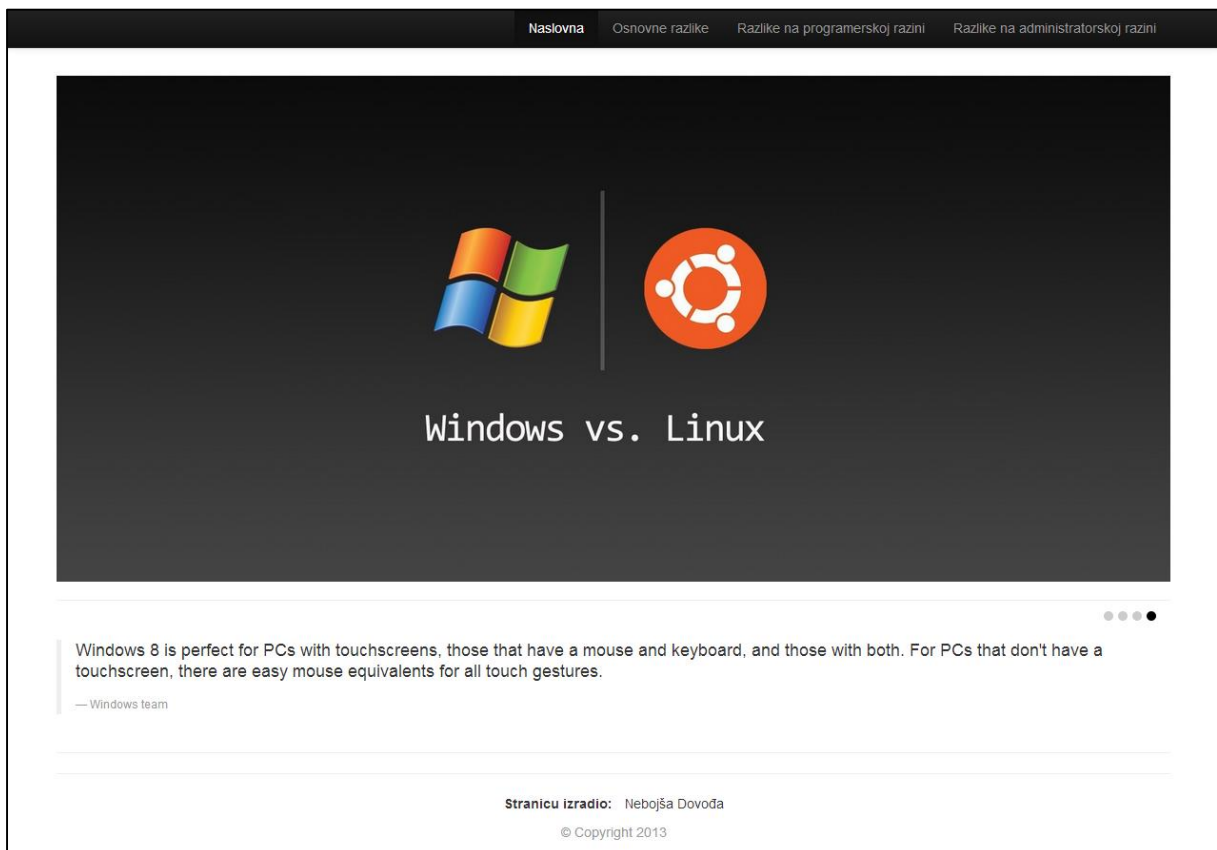 Naslovna Osnovne razlike Razlike na programerskoj razini Razlike na administratorskoj razini
Windows vs. Linux
Windows 8 is perfect for PCs with touchscreens, those that have a mouse and keyboard, and those with both. For PCs that don't have a
touchscreen, there are easy mouse equivalents for all touch gestures.
— Windows team
Stranicu izradio: Nebojša Dovođa
© Copyright 2013